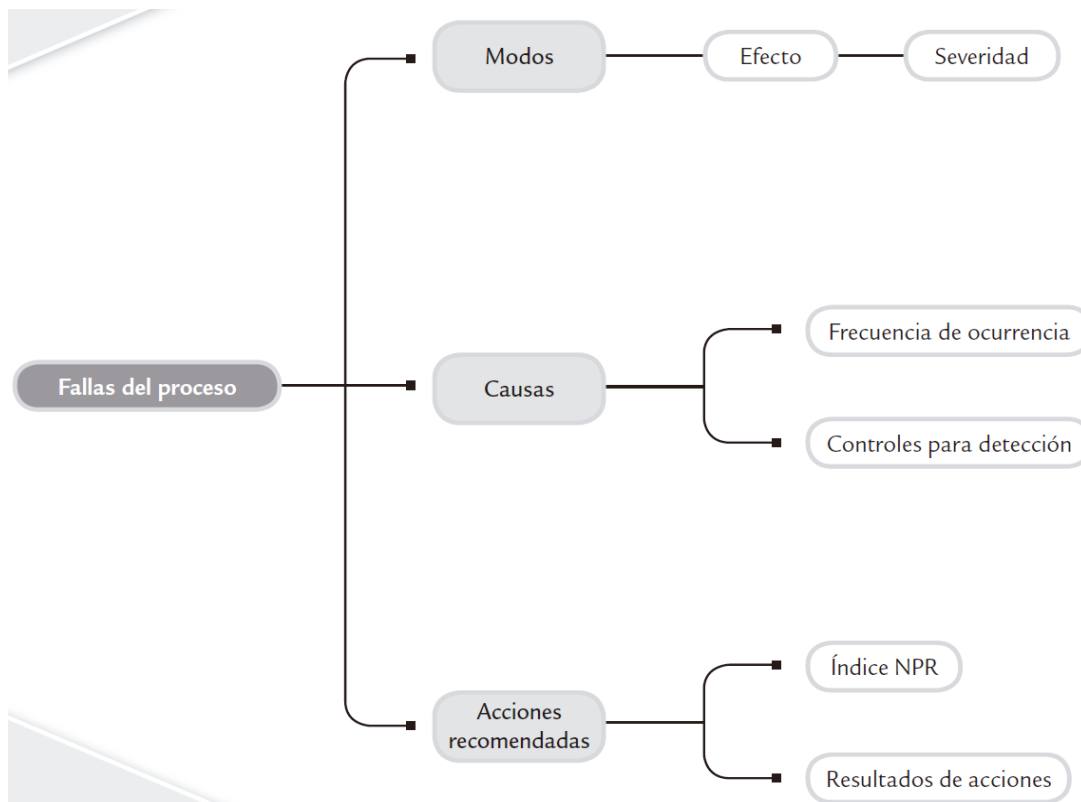 Modos
Efecto
Severidad
Fallas del proceso
Causas
Frecuencia de ocurrencia
Controles para detección
Acciones
recomendadas
Índice NPR
Resultados de acciones